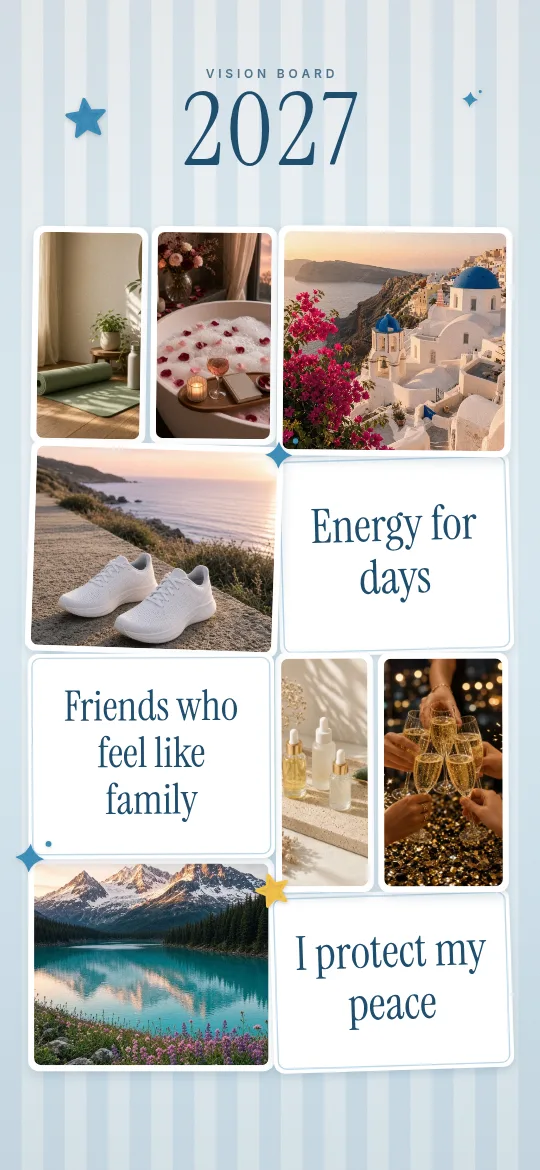 VISION BOARD
2027
Energy for
days
Friends who
feel like
family
I protect my
peace